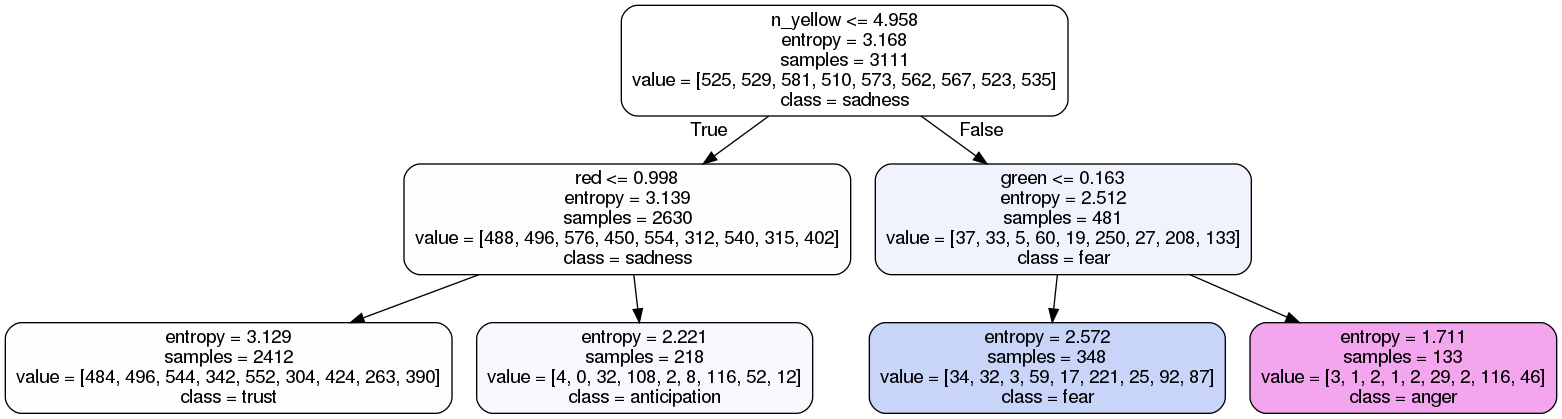 n_yellow <= 4.958
entropy = 3.168
samples = 3111
value = [525, 529, 581, 510, 573, 562, 567, 523, 535]
class = sadness
True
False
red <= 0.998
entropy = 3.139
samples = 2630
value = [488, 496, 576, 450, 554, 312, 540, 315, 402]
class = sadness
green <= 0.163
entropy = 2.512
samples = 481
value = [37, 33, 5, 60, 19, 250, 27, 208, 133]
class = fear
entropy = 3.129
samples = 2412
value = [484, 496, 544, 342, 552, 304, 424, 263, 390]
class = trust
entropy = 2.221
samples = 218
value = [4, 0, 32, 108, 2, 8, 116, 52, 12]
class = anticipation
entropy = 2.572
samples = 348
value = [34, 32, 3, 59, 17, 221, 25, 92, 87]
class = fear
entropy = 1.711
samples = 133
value = [3, 1, 2, 1, 2, 29, 2, 116, 46]
class = anger